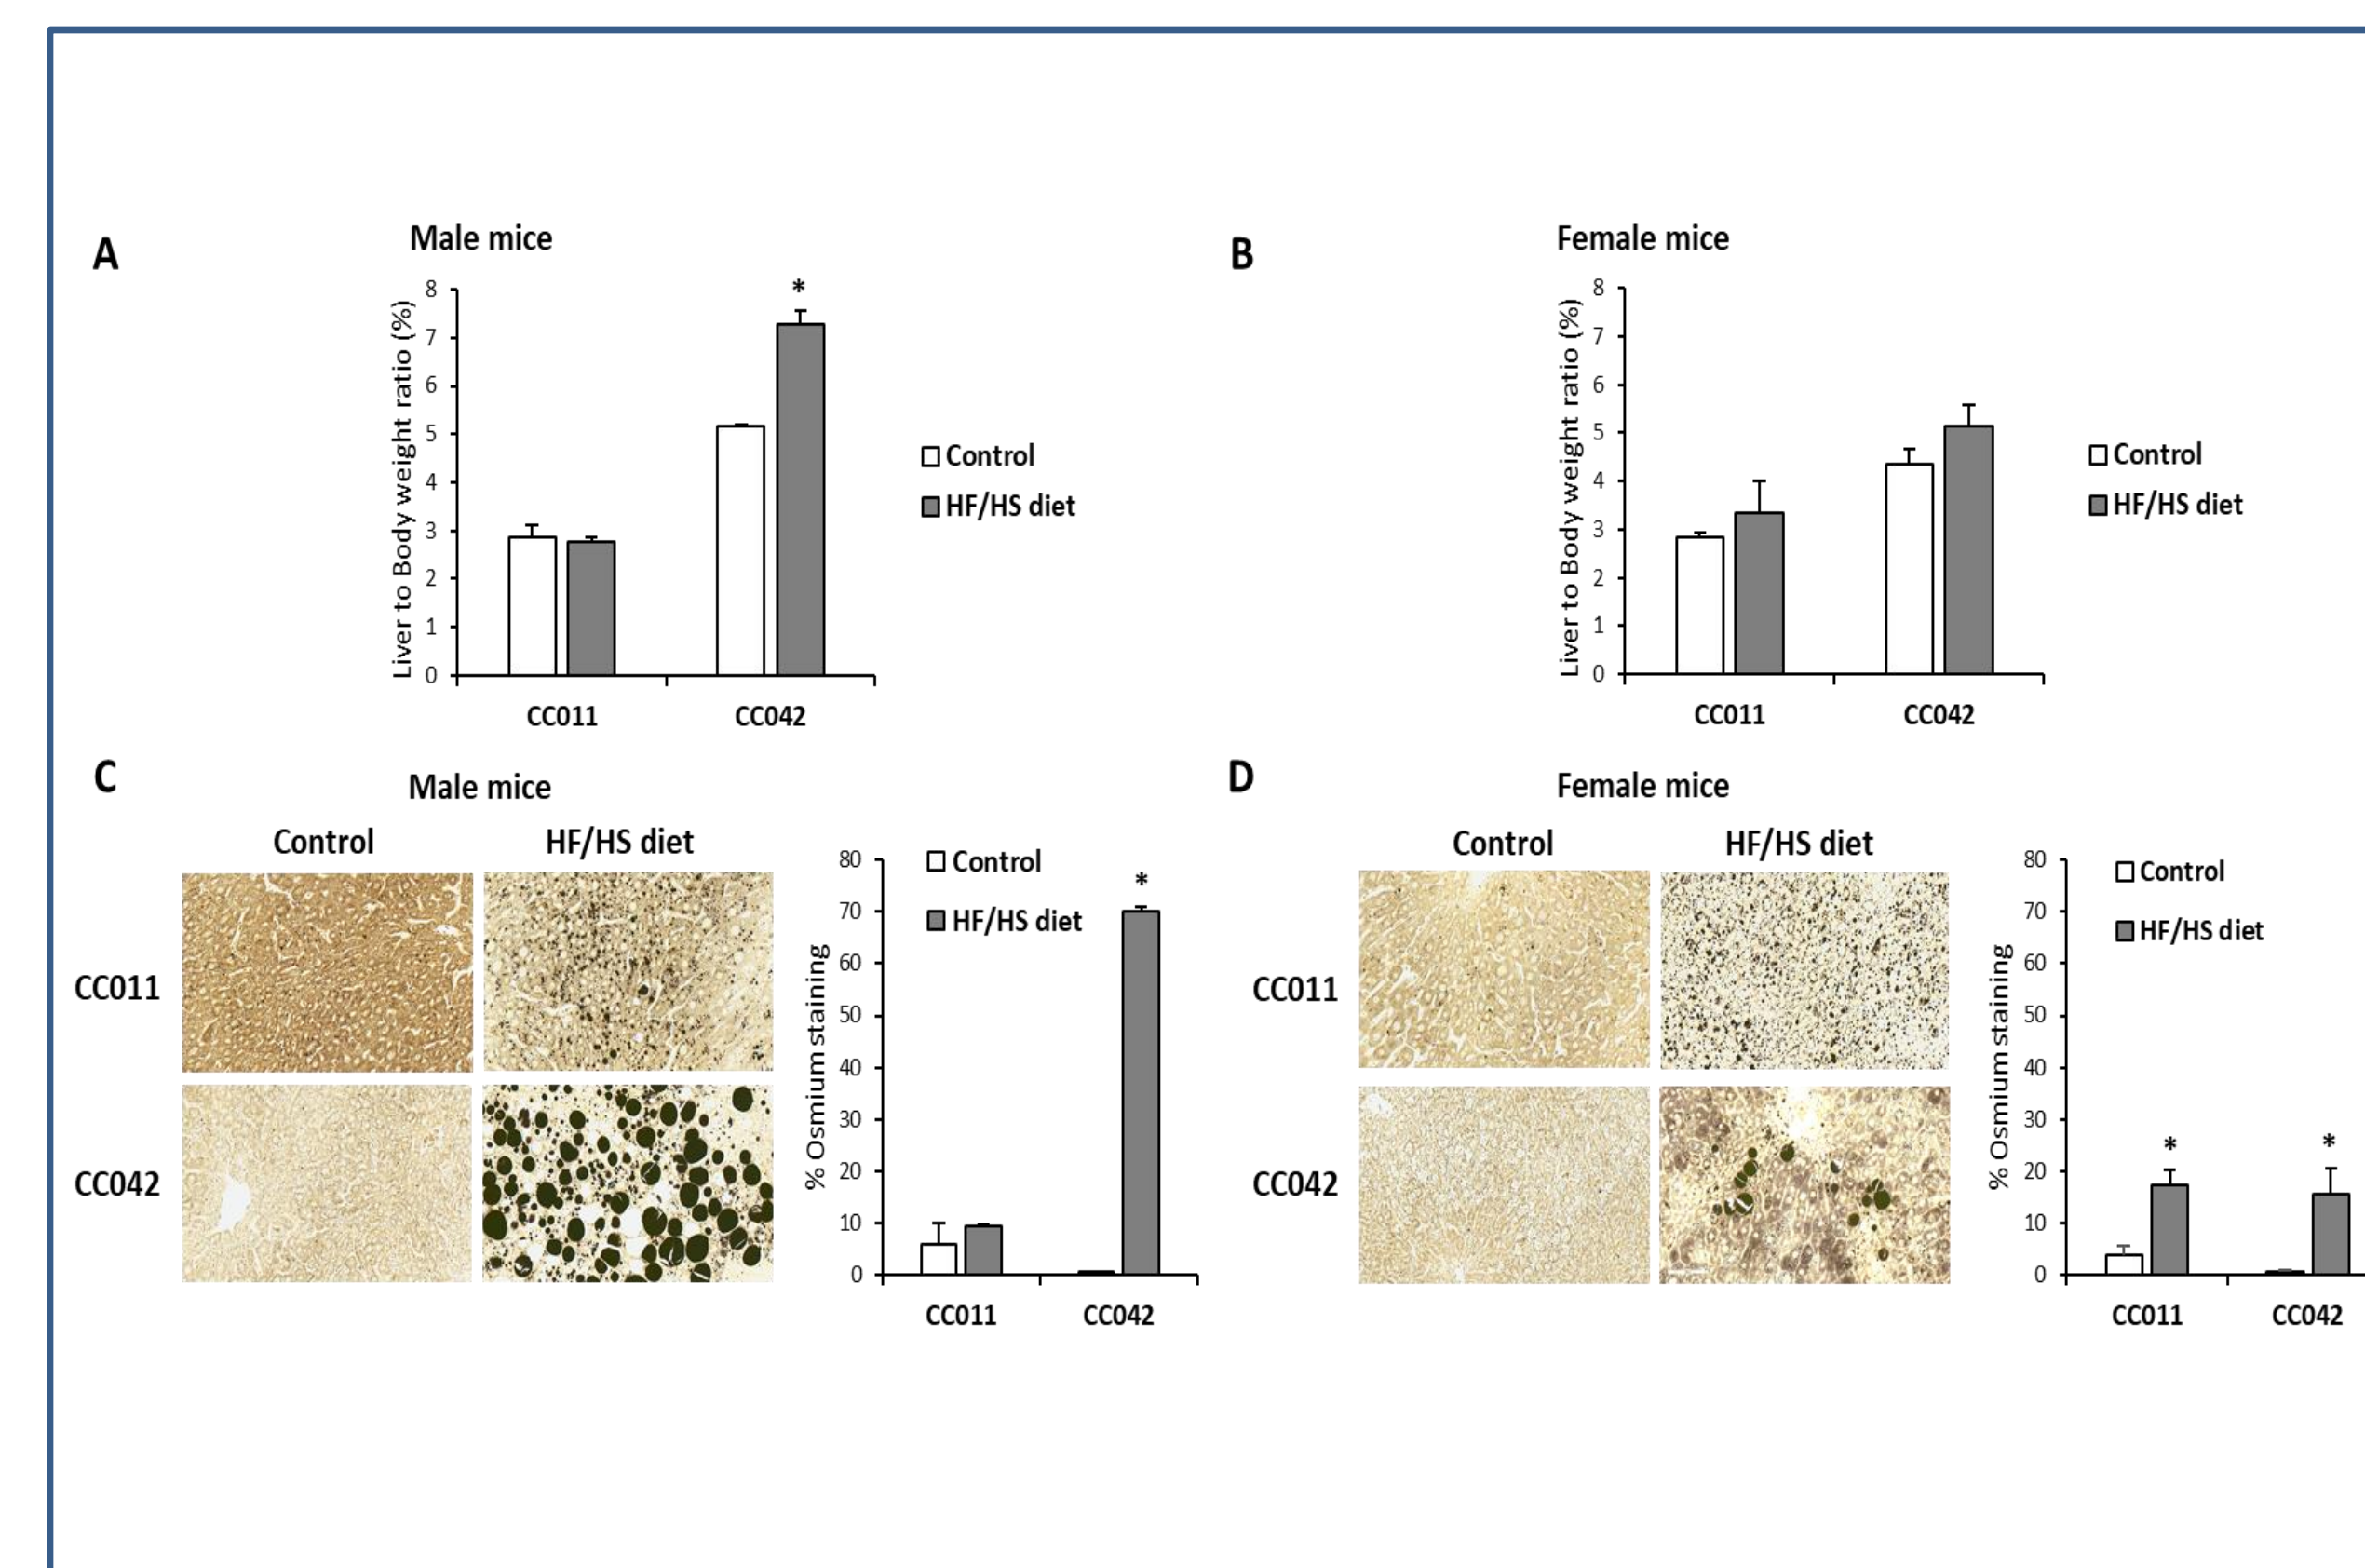 A
Male mice
Liver to Body weight ratio (%)
8
7
6
5
4
3
2
1
0
*
CC011
CC042
Control
HF/HS diet
B
Female mice
Liver to Body weight ratio (%)
8
7
6
5
4
3
2
1
0
CC011
CC042
Control
HF/HS diet
C
Male mice
Control
HF/HS diet
CC011
CC042
% Osmium staining
80
70
60
50
40
30
20
10
0
Control
HF/HS diet
*
CC011
CC042
D
Female mice
Control
HF/HS diet
CC011
CC042
% Osmium staining
80
70
60
50
40
30
20
10
0
Control
HF/HS diet
*
*
CC011
CC042